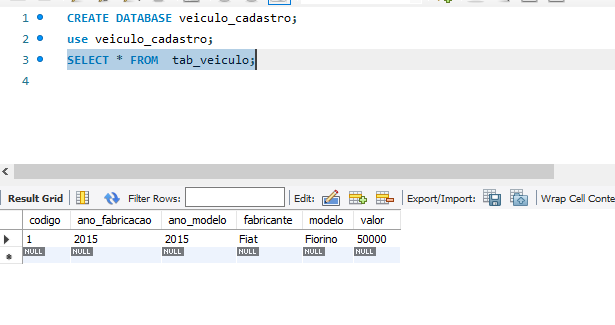 1 CREATE DATABASE veiculo_cadastro;
2 use veiculo_cadastro;
3 SELECT * FROM  tab_veiculo;
4
Result Grid Filter Rows: Edit: Export/Import: Wrap Cell Conte
codigo ano_fabricacao ano_modelo fabricante modelo valor
1 2015 2015 Fiat Fiorino 50000
NULL NULL NULL NULL NULL NULL